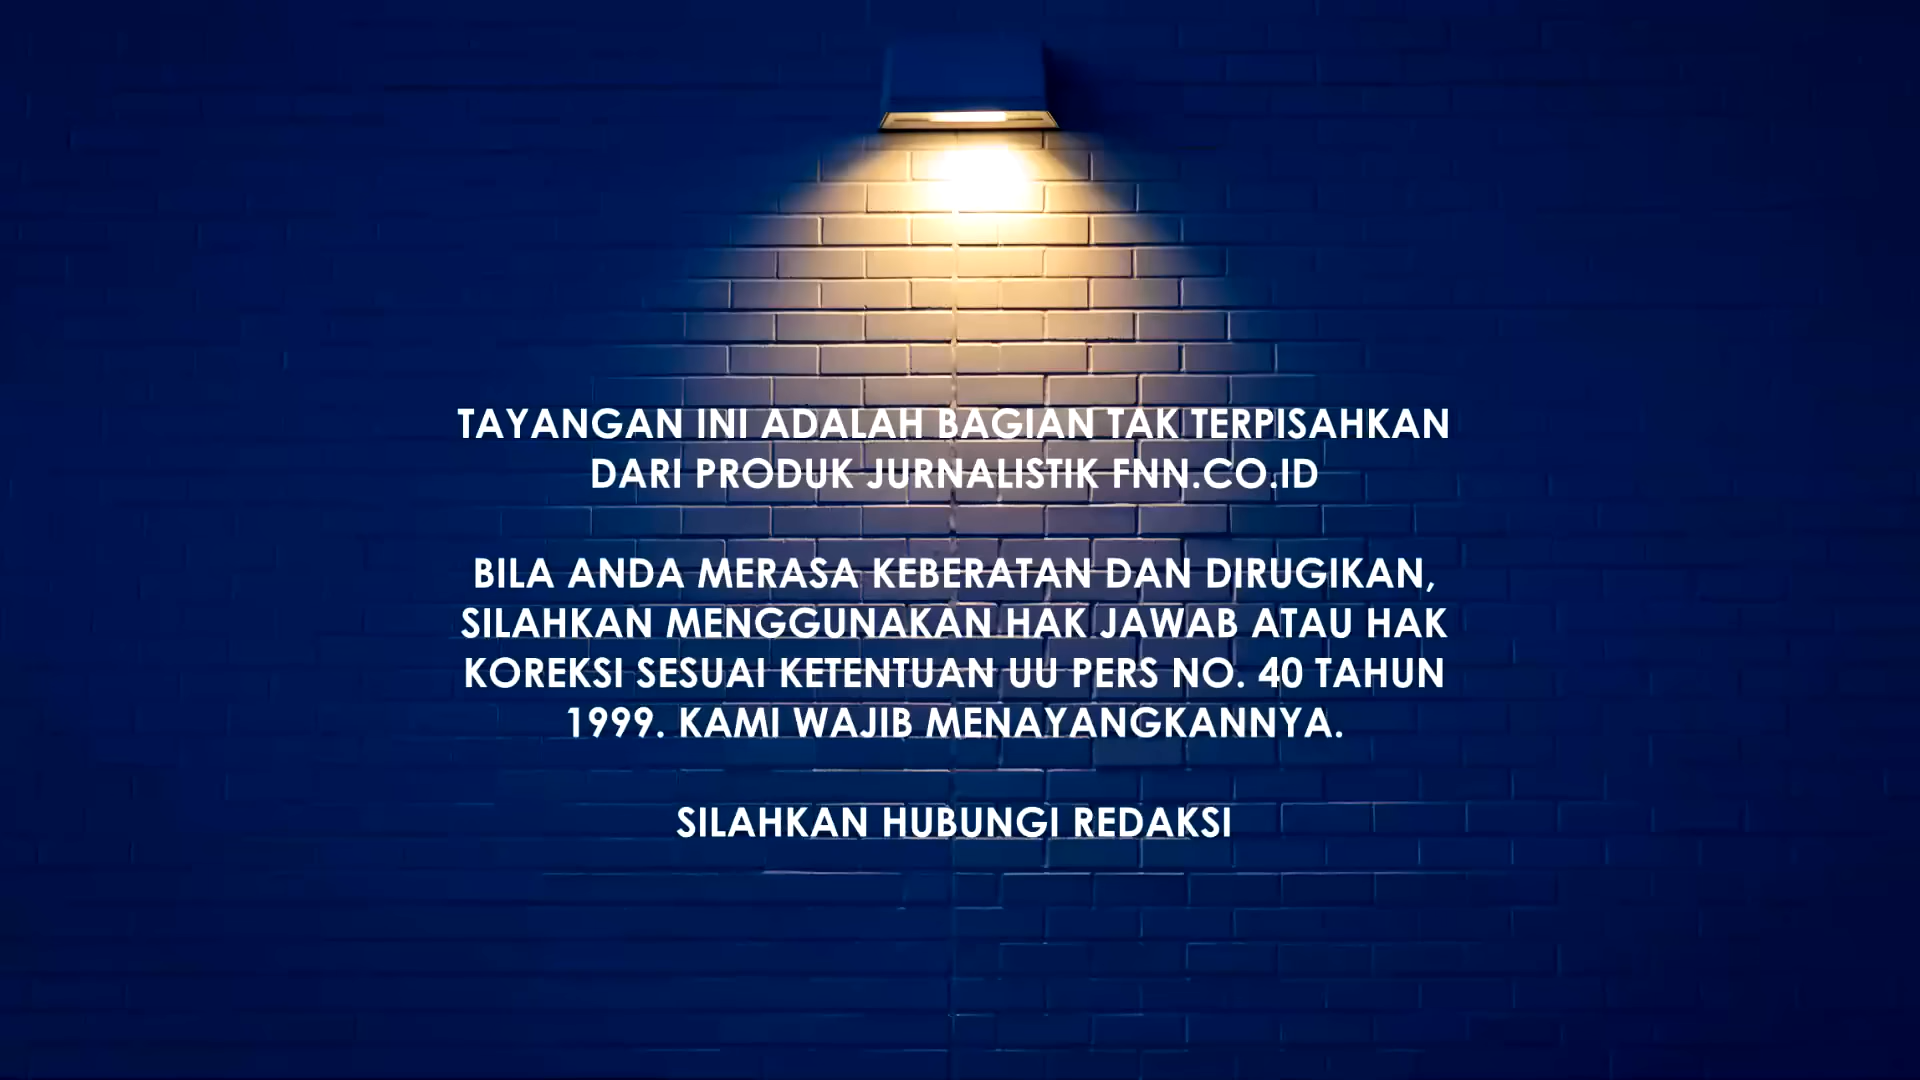 TAYANGAN INI ADALAH BAGIAN TAK TERPISAHKAN
DARI PRODUK JURNALISTIK FNN.CO.ID
BILA ANDA MERASA KEBERATAN DAN DIRUGIKAN,
SILAHKAN MENGGUNAKAN HAK JAWAB ATAU HAK
KOREKSI SESUAI KETENTUAN UU PERS NO. 40 TAHUN
1999. KAMI WAJIB MENAYANGKANNYA.
SILAHKAN HUBUNGI REDAKSI